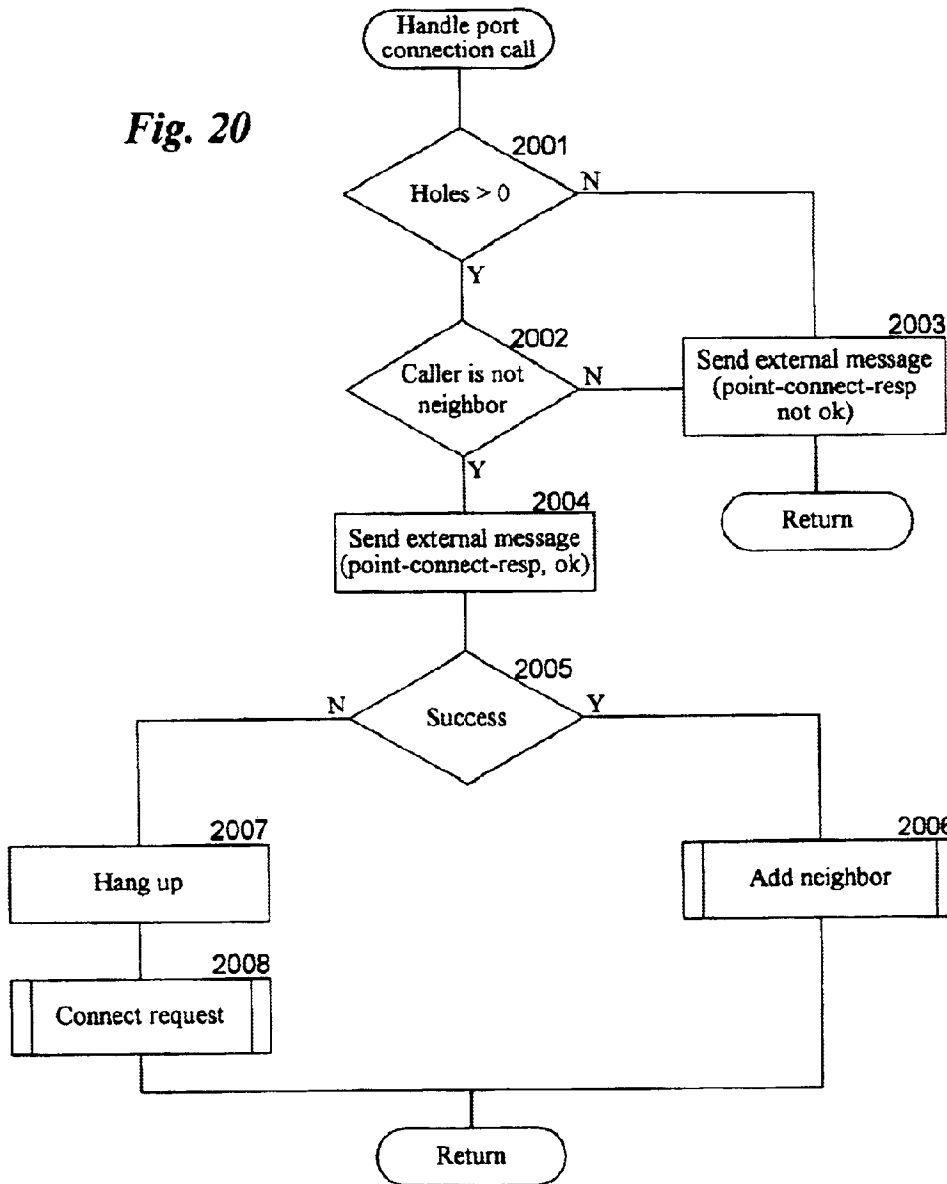 Handle port
connection call
Fig. 20
2001
Holes > 0
N
Y
2002
Caller is not
neighbor
N
Y
2003
Send external message
(point-connect-resp
not ok)
Return
2004
Send external message
(point-connect-resp, ok)
2005
Success
N
Y
2007
Hang up
2006
Add neighbor
2008
Connect request
Return